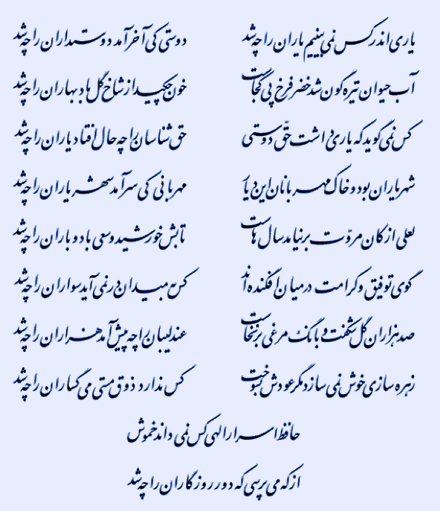 یاری اندر کس نمی‌بینیم یاران را چه شد دوستی کی آخر آمد دوستداران را چه شد
آب حیوان تیره گون شد خضر فرخ پی کجاست خون چکید از شاخ گل باد بهاران را چه شد
کس نمی‌گوید که یاری داشت حقّ دوستی حق شناسان را چه حال افتاد یاران را چه شد
شهر یاران بود و خاک مهربانان این دیار مهربانی کی سر آمد شهریاران را چه شد
لعلی از کان مروّت برنیامد سال هاست تابش خورشید و سعی باد و باران را چه شد
گوی توفیق و کرامت در میان افکنده‌اند کس به میدان در نمی‌آید سواران را چه شد
صد هزاران گل شکفت و بانگ مرغی برنخاست عندلیبان را چه پیش آمد هزاران را چه شد
زهره سازی خوش نمی‌سازد مگر عودش بسوخت کس ندارد ذوق مستی میگساران را چه شد
حافظ اسرار الهی کس نمی‌داند خموش
از که می‌پرسی که دور روزگاران را چه شد